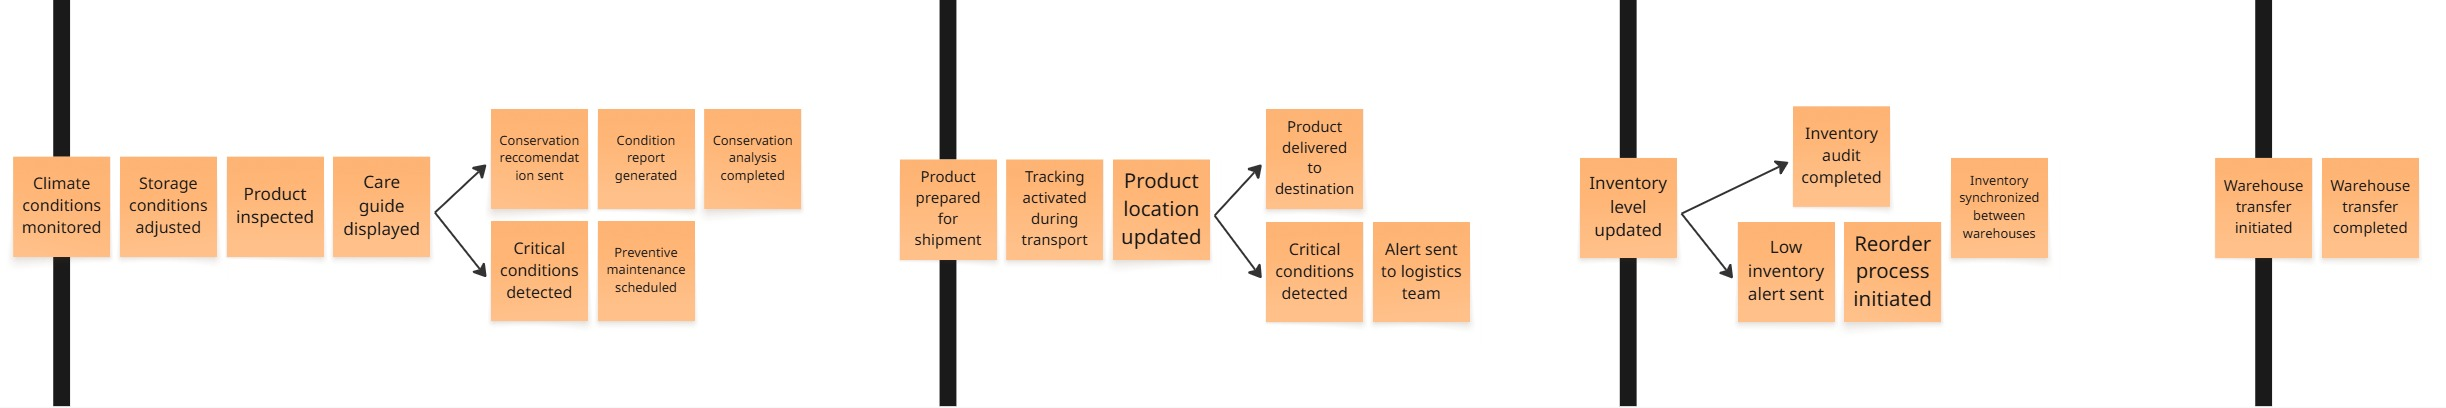 Climate
conditions
monitored
Storage
conditions
adjusted
Product
inspected
Care
guide
displayed
Conservation
reccomendat
ion sent
Condition
report
generated
Conservation
analysis
completed
Critical
conditions
detected
Preventive
maintenance
scheduled
Product
prepared
for
shipment
Tracking
activated
during
transport
Product
location
updated
Product
delivered
to
destination
Critical
conditions
detected
Alert sent
to logistics
team
Inventory
level
updated
Inventory
audit
completed
Low
inventory
alert sent
Reorder
process
initiated
Inventory
synchronized
between
warehouses
Warehouse
transfer
initiated
Warehouse
transfer
completed